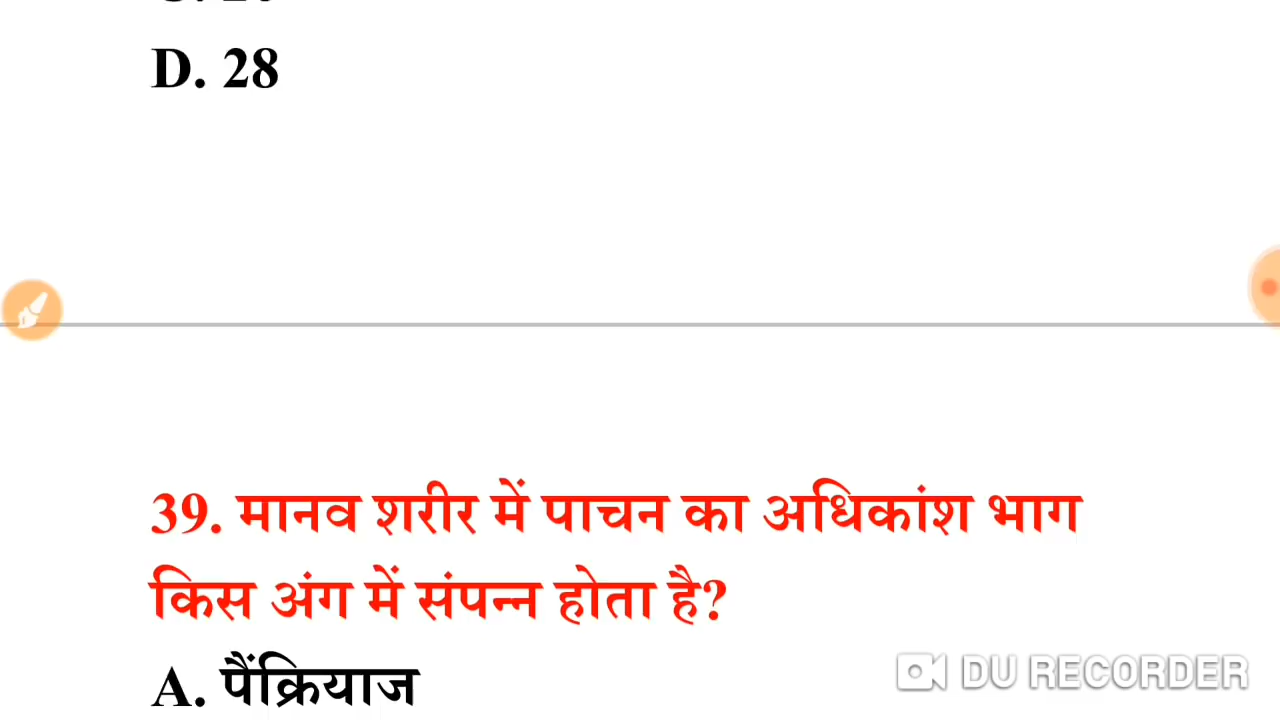 D. 28
39. मानव शरीर में पाचन का अधिकांश भाग
किस अंग में संपन्न होता है?
A. पैंक्रियाज
DU RECORDER